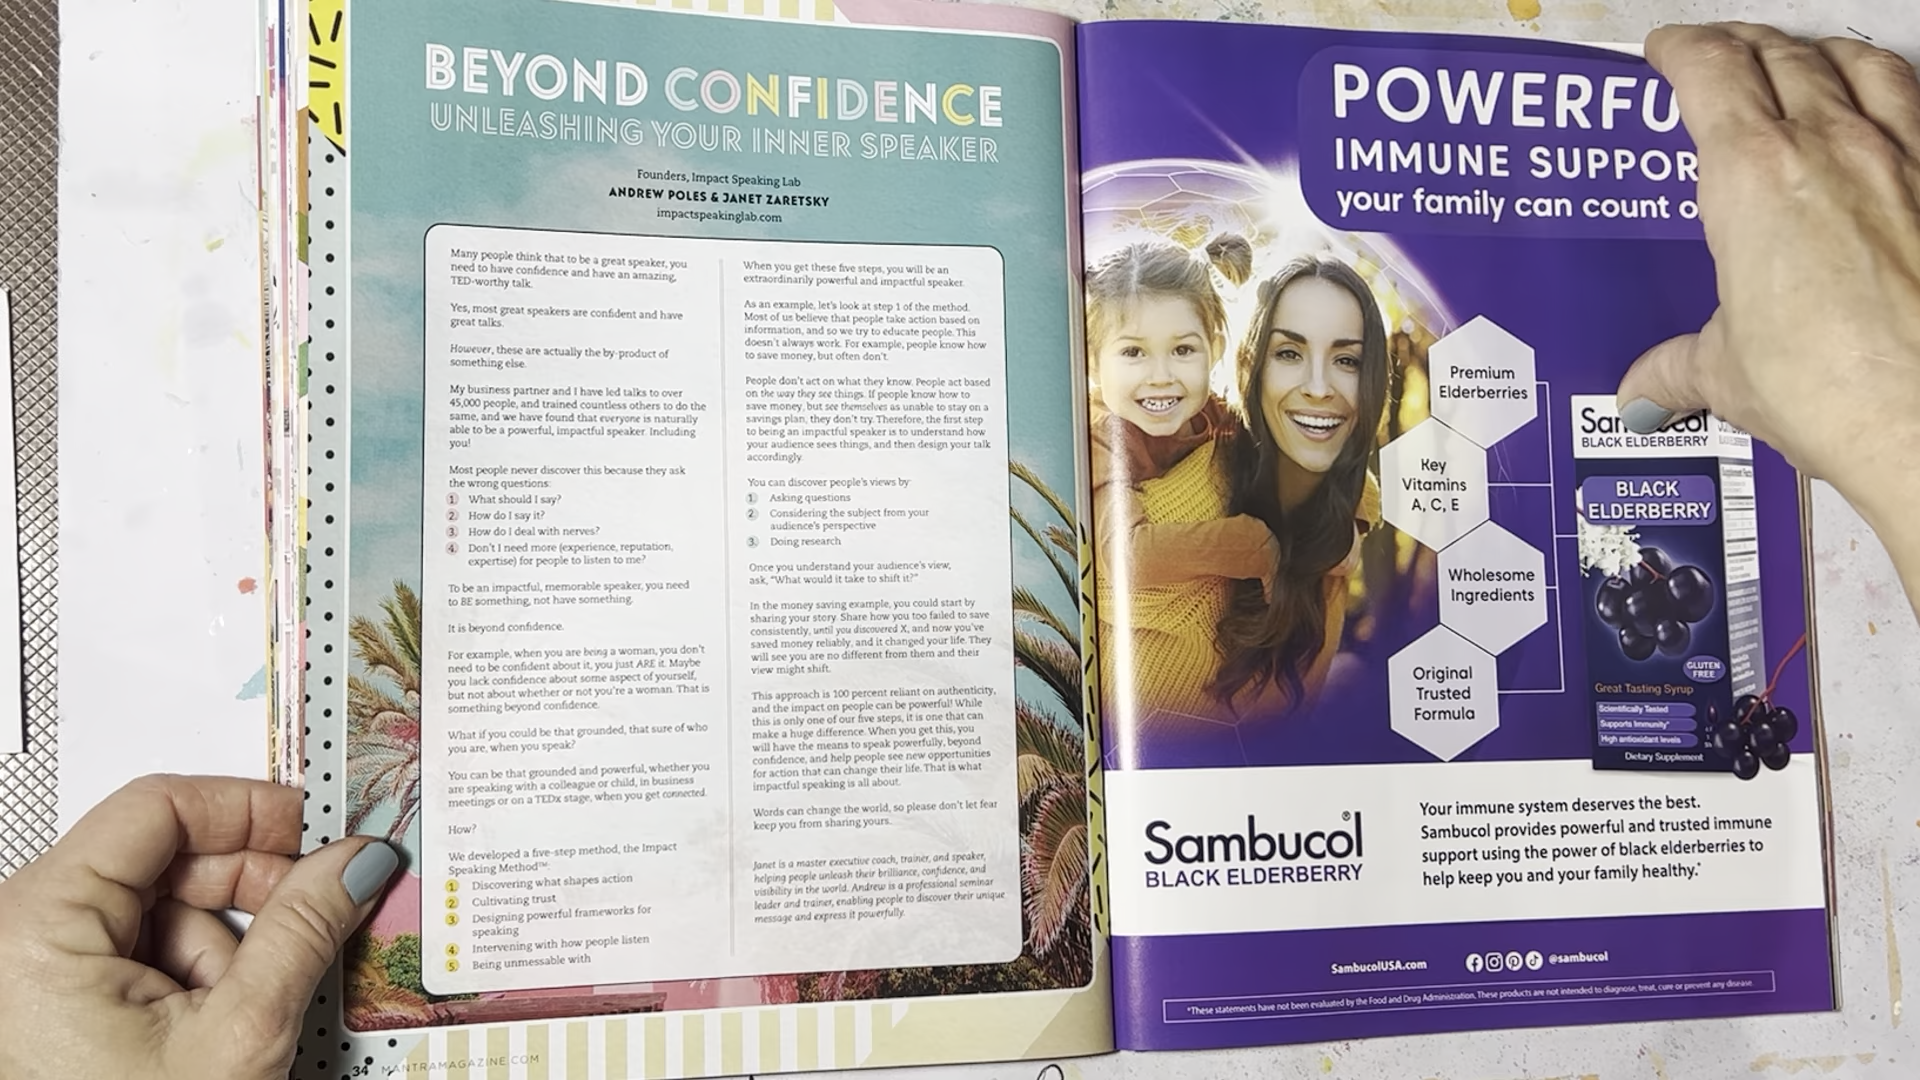 BEYOND CONFIDENCE
UNLEASHING YOUR INNER SPEAKER
Founders, Impact Speaking Lab
ANDREW POLES & JANET ZARETSKY
impactspeakinglab.com
Many people think that to be a great speaker, you
need to have confidence and have an amazing,
TED-worthy talk.
Yes, most great speakers are confident and have
great talks.
However, these are actually the by-product of
something else.
My business partner and I have led talks to over
45,000 people, and trained countless others to do the
same, and we have found that everyone is naturally
able to be a powerful, impactful speaker. Including
you!
Most people never discover this because they ask
the wrong questions:
1. What should I say?
2. How do I say it?
3. How do I deal with nerves?
4. Don't I need more (experience, reputation,
expertise) for people to listen to me?
To be an impactful, memorable speaker, you need
to BE something, not have something.
It is beyond confidence.
For example, when you are being a woman, you don't
need to be confident about it, you just ARE it. Maybe
you lack confidence about some aspect of yourself,
but not about whether or not you're a woman. That is
something beyond confidence.
What if you could be that grounded, that sure of who
you are, when you speak?
You can be that grounded and powerful, whether you
are speaking with a colleague or child, in business
meetings or on a TEDx stage, when you get connected.
How?
We developed a five-step method, the Impact
Speaking Method™:
1. Discovering what shapes action
2. Cultivating trust
3. Designing powerful frameworks for
speaking
4. Intervening with how people listen
5. Being unmessable with
When you get these five steps, you will be an
extraordinarily powerful and impactful speaker.
As an example, let's look at step 1 of the method.
Most of us believe that people take action based on
information, and so we try to educate people. This
doesn't always work. For example, people know how
to save money, but often don't.
People don't act on what they know. People act based
on the way they see things. If people know how to
save money, but see themselves as unable to stay on a
savings plan, they don't try. Therefore, the first step
to being an impactful speaker is to understand how
your audience sees things, and then design your talk
accordingly.
You can discover people's views by:
1. Asking questions
2. Considering the subject from your
audience's perspective
3. Doing research
Once you understand your audience's view,
ask, "What would it take to shift it?"
In the money saving example, you could start by
sharing your story. Share how you too failed to save
consistently, until you discovered X, and now you've
saved money reliably, and it changed your life. They
will see you are no different from them and their
view might shift.
This approach is 100 percent reliant on authenticity,
and the impact on people can be powerful! While
this is only one of our five steps, it is one that can
make a huge difference. When you get this, you
will have the means to speak powerfully, beyond
confidence, and help people see new opportunities
for action that can change their life. That is what
impactful speaking is all about.
Words can change the world, so please don't let fear
keep you from sharing yours.
Janet is a master executive coach, trainer, and speaker,
helping people unleash their brilliance, confidence, and
visibility in the world. Andrew is a professional seminar
leader and trainer, enabling people to discover their unique
message and express it powerfully.
34 MANTRAMAGAZINE.COM
POWERFU
IMMUNE SUPPOR
your family can count o
Premium
Elderberries
Key
Vitamins
A, C, E
Wholesome
Ingredients
Original
Trusted
Formula
BLACK ELDERBERRY
BLACK
ELDERBERRY
GLUTEN
FREE
Great Tasting Syrup
Scientifically Tested
Supports Immunity*
High antioxidant levels
Dietary Supplement
Sambucol®
BLACK ELDERBERRY
Your immune system deserves the best.
Sambucol provides powerful and trusted immune
support using the power of black elderberries to
help keep you and your family healthy.*
SambucolUSA.com @sambucol
*These statements have not been evaluated by the Food and Drug Administration. These products are not intended to diagnose, treat, cure or prevent any disease.